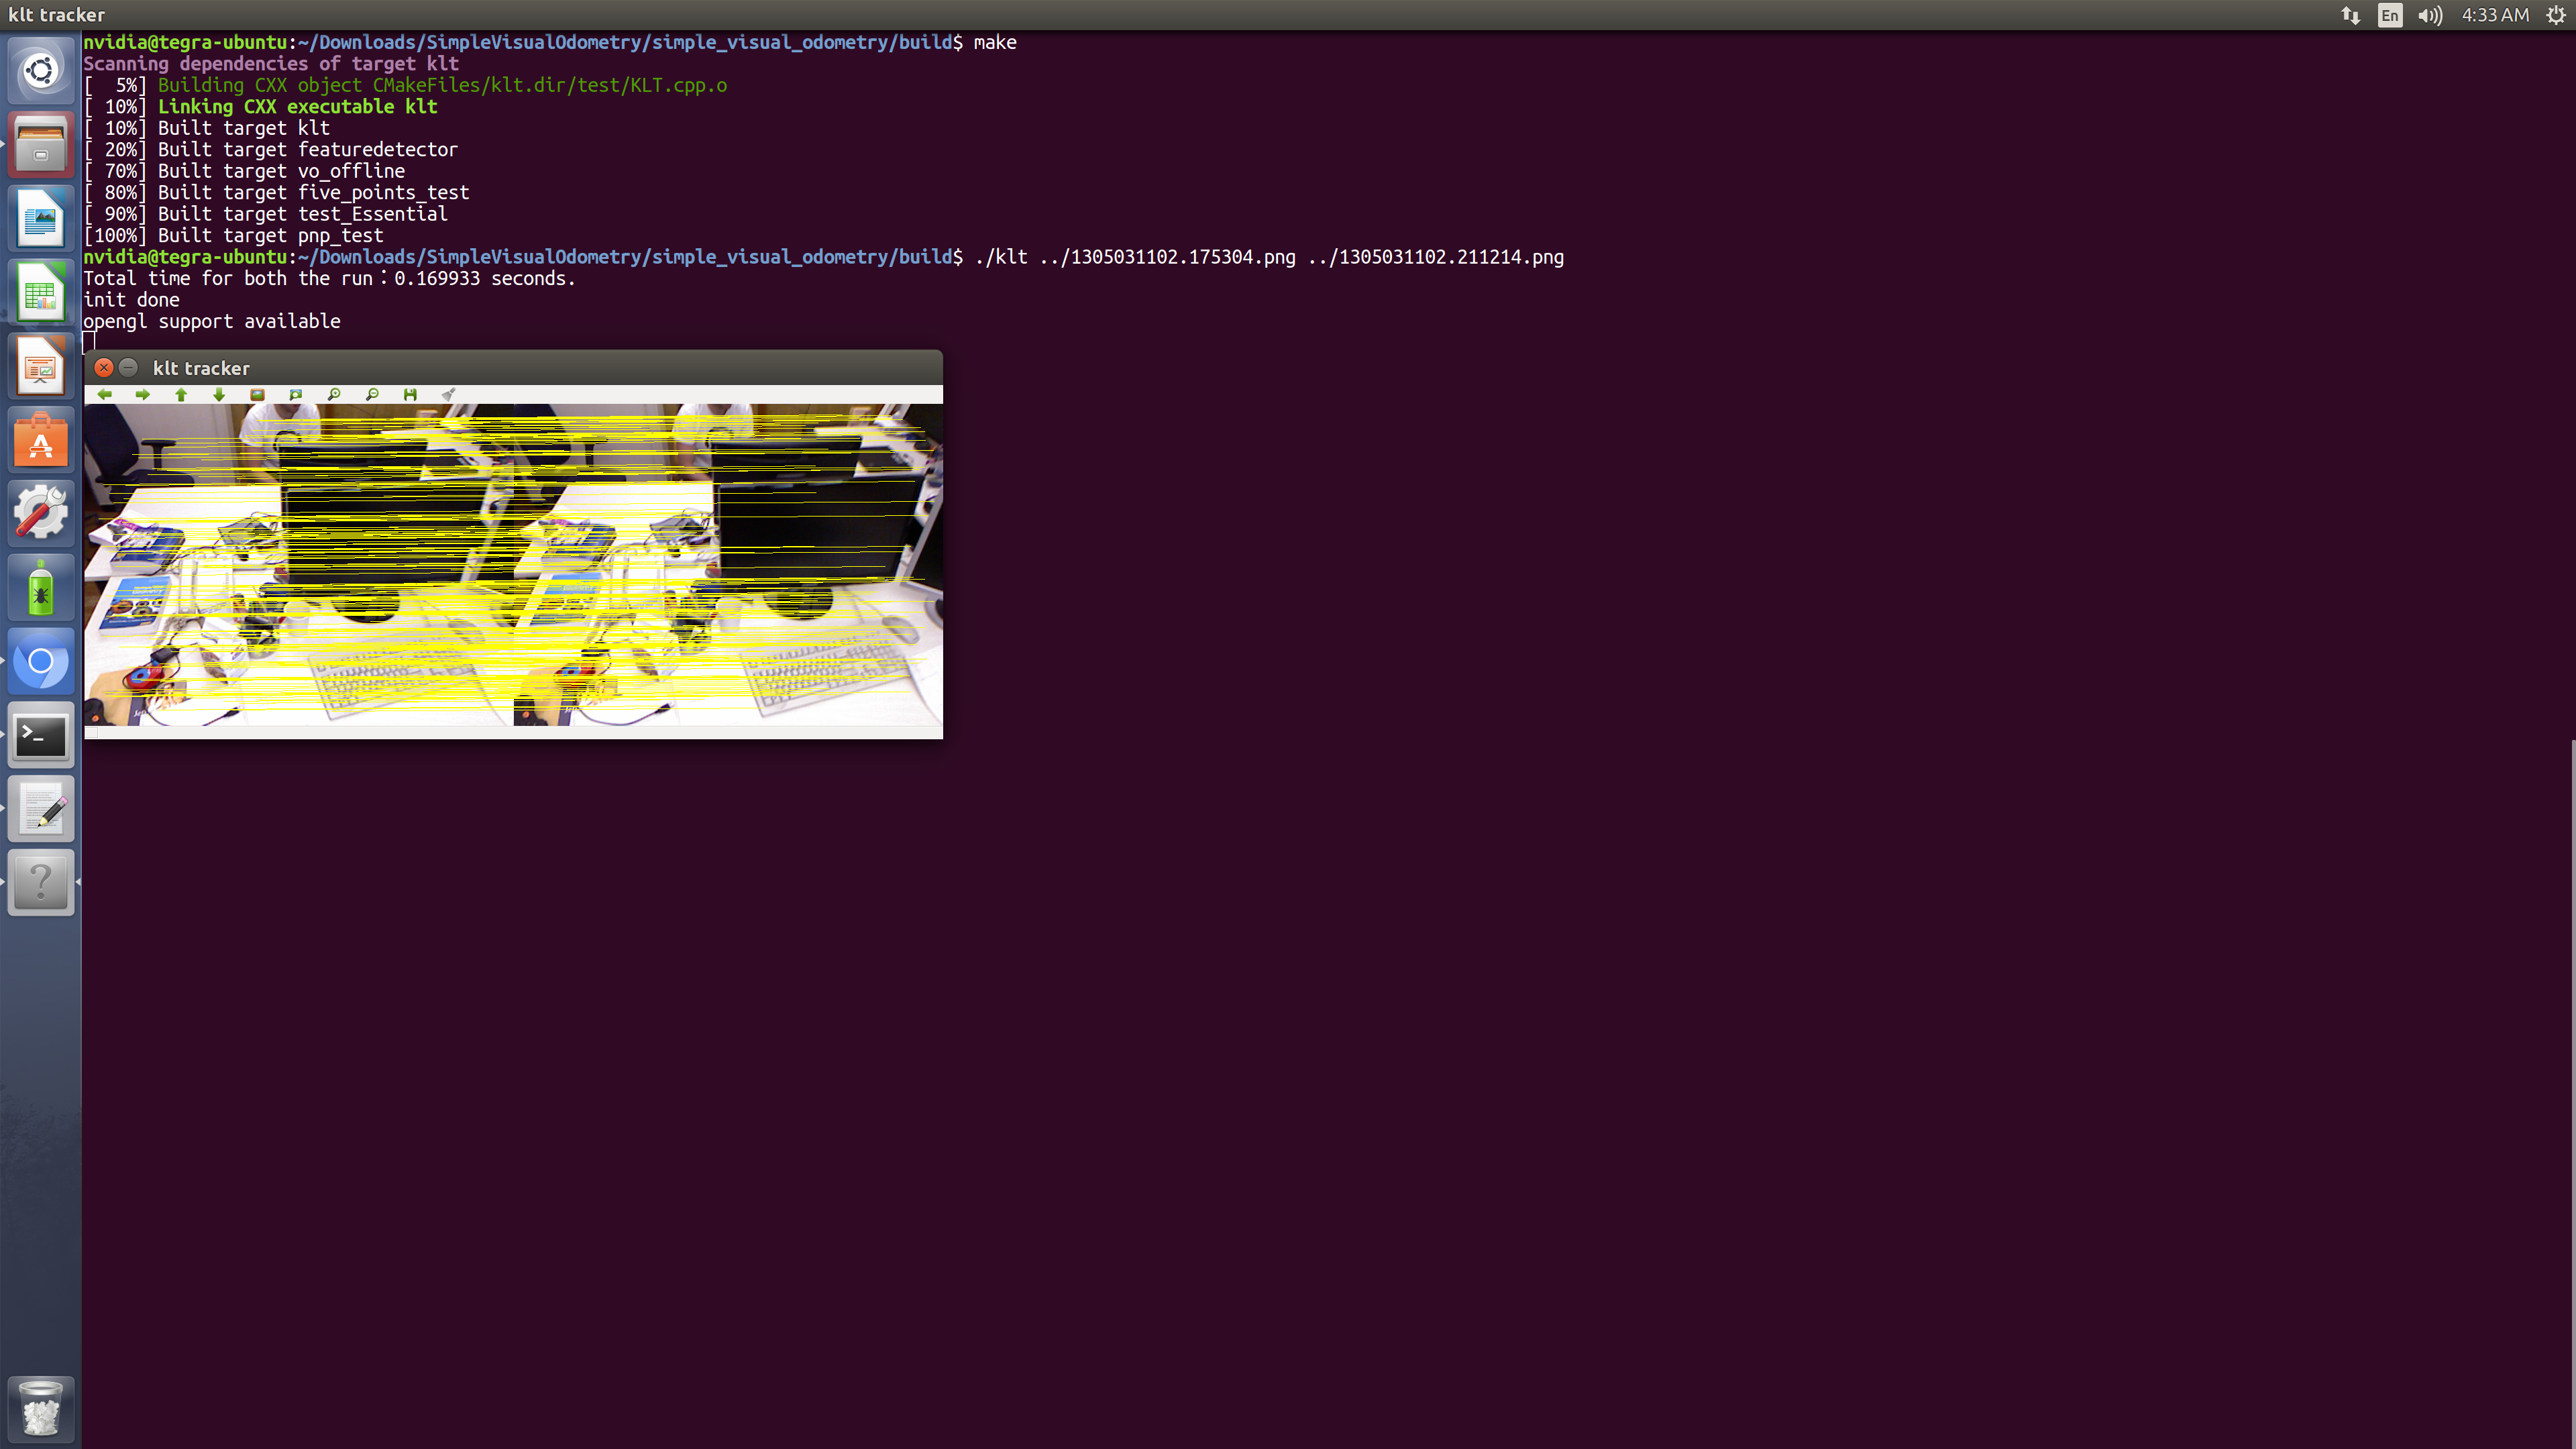 klt tracker
En
4:33 AM
nvidia@tegra-ubuntu:~/Downloads/SimpleVisualOdometry/simple_visual_odometry/build$ make
Scanning dependencies of target klt
[  5%] Building CXX object CMakeFiles/klt.dir/test/KLT.cpp.o
[ 10%] Linking CXX executable klt
[ 10%] Built target klt
[ 20%] Built target featuredetector
[ 70%] Built target vo_offline
[ 80%] Built target five_points_test
[ 90%] Built target test_Essential
[100%] Built target pnp_test
nvidia@tegra-ubuntu:~/Downloads/SimpleVisualOdometry/simple_visual_odometry/build$ ./klt ../1305031102.175304.png ../1305031102.211214.png
Total time for both the run：0.169933 seconds.
init done
opengl support available
klt tracker